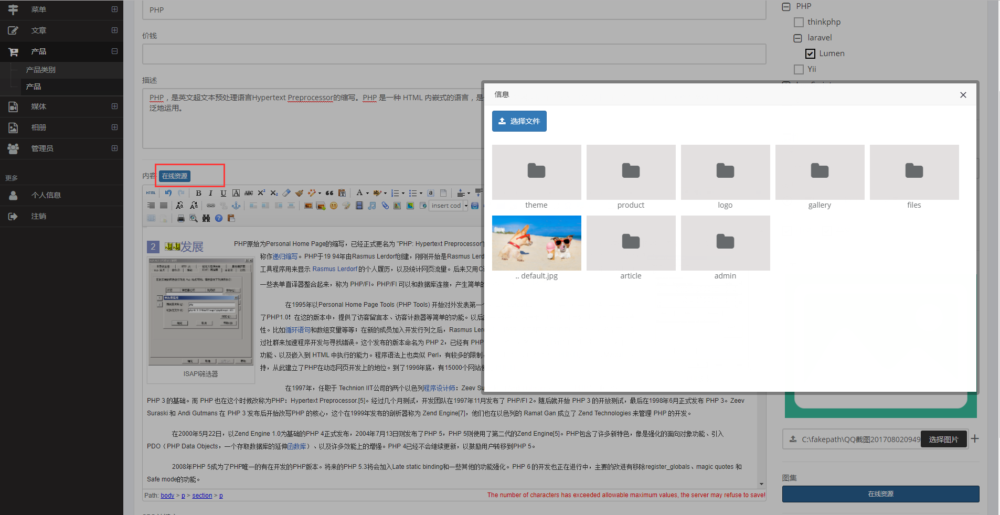 菜单
文章
产品
产品类别
产品
媒体
相册
管理员
更多
个人信息
注销
PHP
价钱
描述
PHP，是英文超文本预处理语言Hypertext Preprocessor的缩写。PHP 是一种 HTML 内嵌式的语言，是
泛地运用。
内容 在线资源
HTML
insert cod
2 发展
PHP原始为Personal Home Page的缩写，已经正式更名为 "PHP: Hypertext Preprocessor"
称作递归缩写。PHP于19 94年由Rasmus Lerdorf创建，刚刚开始是Rasmus Lerd
工具程序用来显示 Rasmus Lerdorf 的个人履历，以及统计网页流量。后来又用C
一些表单直译器整合起来，称为 PHP/FI。PHP/FI 可以和数据库连接，产生简单的
在1995年以Personal Home Page Tools (PHP Tools) 开始对外发表第一个
了PHP1.0！在这的版本中，提供了访客留言本、访客计数器等简单的功能。以后
性。比如循环语句和数组变量等等；在新的成员加入开发行列之后，Rasmus Ler
过社群来加速程序开发与寻找错误。这个发布的版本命名为 PHP 2，已经有 PHP
功能、以及嵌入到 HTML 中执行的能力。程序语法上也类似 Perl，有较多的限制
持，从此建立了PHP在动态网页开发上的地位。到了1996年底，有15000个网站使
ISAPI筛选器
在1997年，任职于 Technion IIT公司的两个以色列程序设计师：Zeev Su
PHP 3 的基础。而 PHP 也在这个时候改称为PHP：Hypertext Preprocessor.[5]。经过几个月测试，开发团队在1997年11月发布了 PHP/FI 2。随后就开始 PHP 3 的开放测试，最后在1998年6月正式发布 PHP 3。Zeev
Suraski 和 Andi Gutmans 在 PHP 3 发布后开始改写PHP 的核心，这个在1999年发布的剖析器称为 Zend Engine[7]，他们也在以色列的 Ramat Gan 成立了 Zend Technologies 来管理 PHP 的开发。
在2000年5月22日，以Zend Engine 1.0为基础的PHP 4正式发布，2004年7月13日则发布了PHP 5，PHP 5则使用了第二代的Zend Engine[5]。PHP包含了许多新特色，像是强化的面向对象功能、引入
PDO（PHP Data Objects，一个存取数据库的延伸函数库）、以及许多效能上的增强。PHP 4已经不会继续更新，以鼓励用户转移到PHP 5。
2008年PHP 5成为了PHP唯一的有在开发的PHP版本。将来的PHP 5.3将会加入Late static binding和一些其他的功能强化。PHP 6 的开发也正在进行中，主要的改进有移除register_globals、magic quotes 和
Safe mode的功能。
Path: body > p > section > p
The number of characters has exceeded allowable maximum values, the server may refuse to save!
PHP
thinkphp
laravel
Lumen
Yii
信息
选择文件
theme
product
logo
gallery
files
.. default.jpg
article
admin
C:\fakepath\QQ截图201708020949
选择图片
图集
在线资源